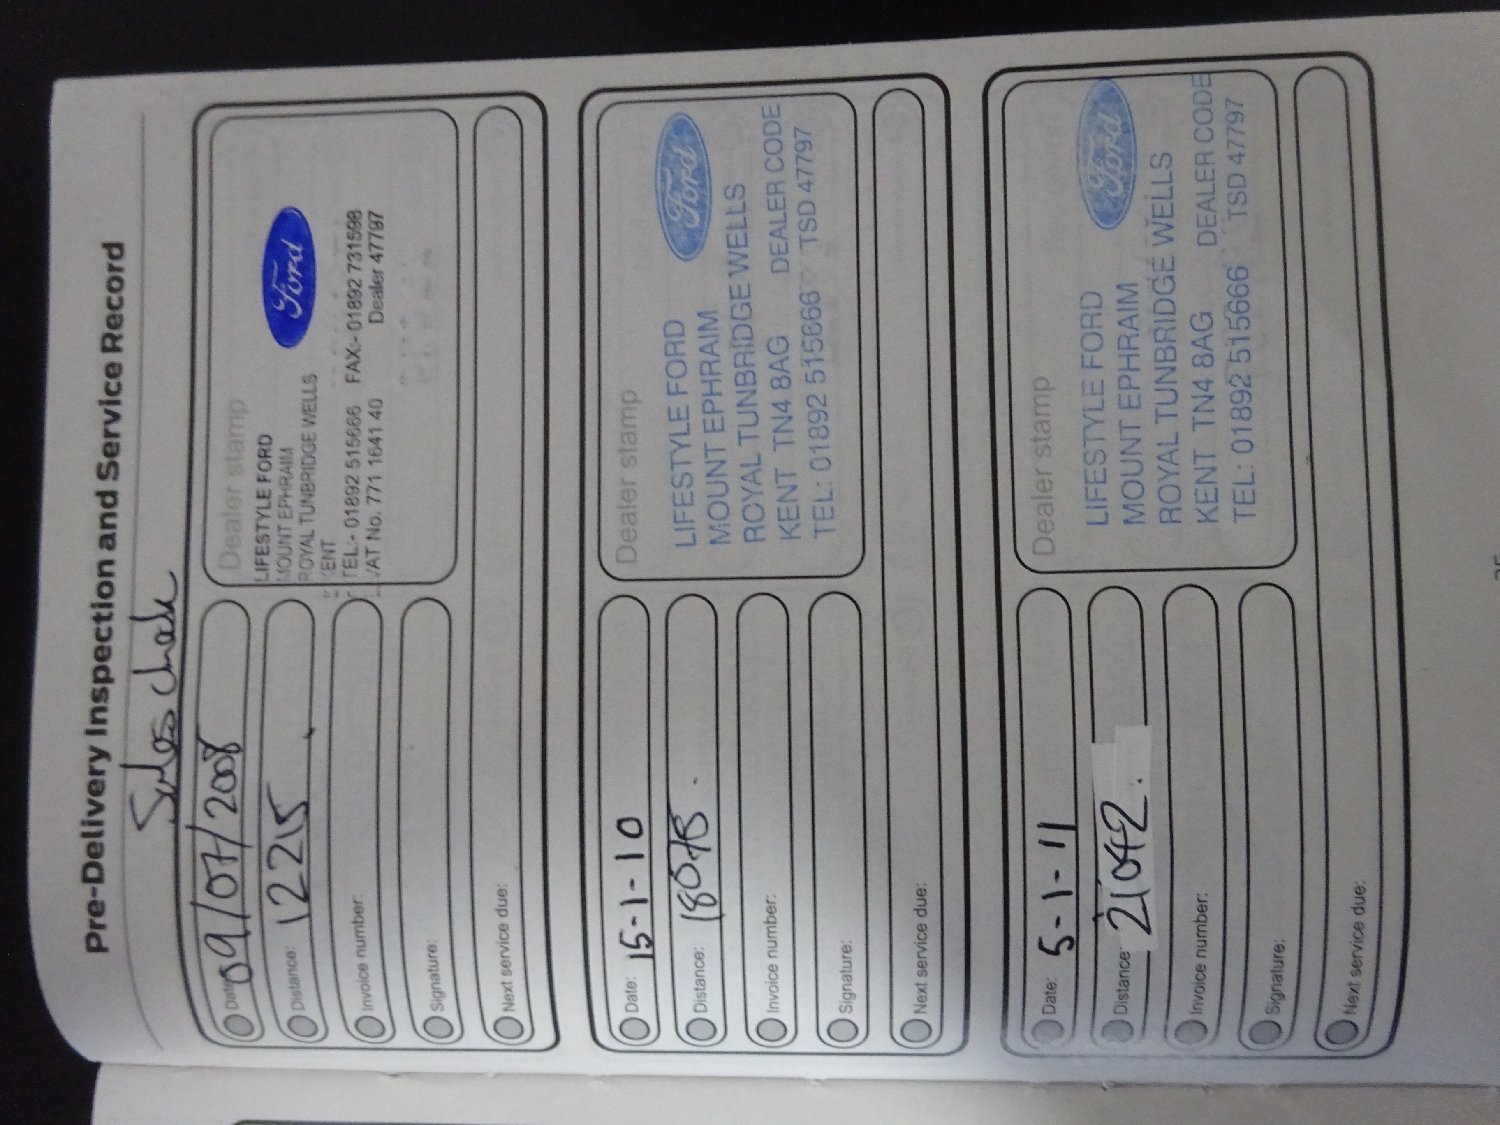 Pre-Delivery Inspection and Service Record
Sales check
Date: 09/07/2008
Distance: 12215
Invoice number:
Signature:
Next service due:
Dealer stamp
LIFESTYLE FORD
MOUNT EPHRAIM
ROYAL TUNBRIDGE WELLS
KENT
TEL:- 01892 515666 FAX:- 01892 731598
VAT No. 771 1641 40 Dealer 47797
Ford
Date: 15-1-10
Distance:
Invoice number:
Signature:
Next service due:
Dealer stamp
LIFESTYLE FORD
MOUNT EPHRAIM
ROYAL TUNBRIDGE WELLS
KENT TN4 8AG DEALER CODE
TEL: 01892 515666 TSD 47797
Ford
Date: 5-1-11
Distance: 21042.
Invoice number:
Signature:
Next service due:
Dealer stamp
LIFESTYLE FORD
MOUNT EPHRAIM
ROYAL TUNBRIDGE WELLS
KENT TN4 8AG DEALER CODE
TEL: 01892 515666 TSD 47797
Ford